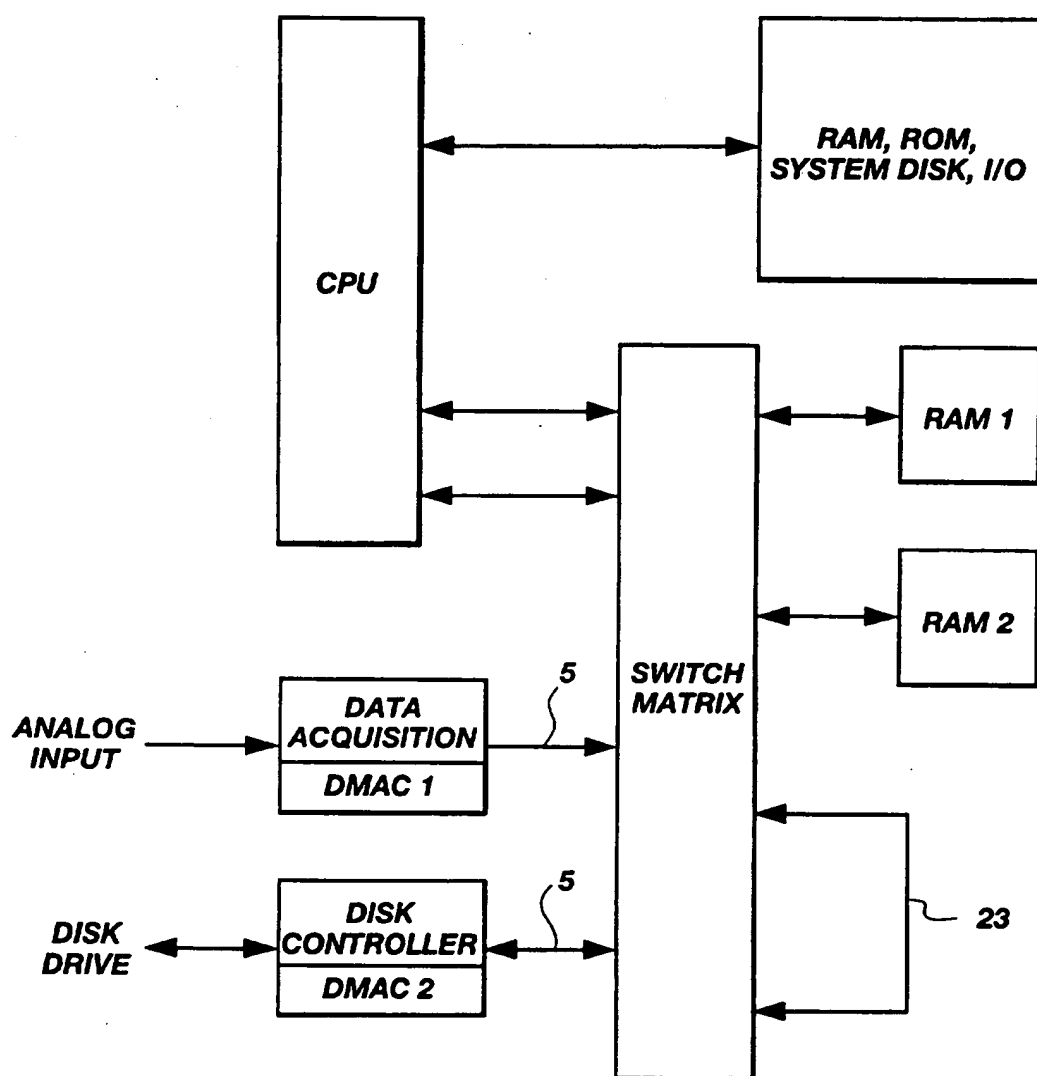 RAM, ROM,
SYSTEM DISK, I/O
CPU
RAM 1
RAM 2
SWITCH
MATRIX
5
ANALOG
INPUT
DATA
ACQUISITION
DMAC 1
5
DISK
DRIVE
DISK
CONTROLLER
DMAC 2
23